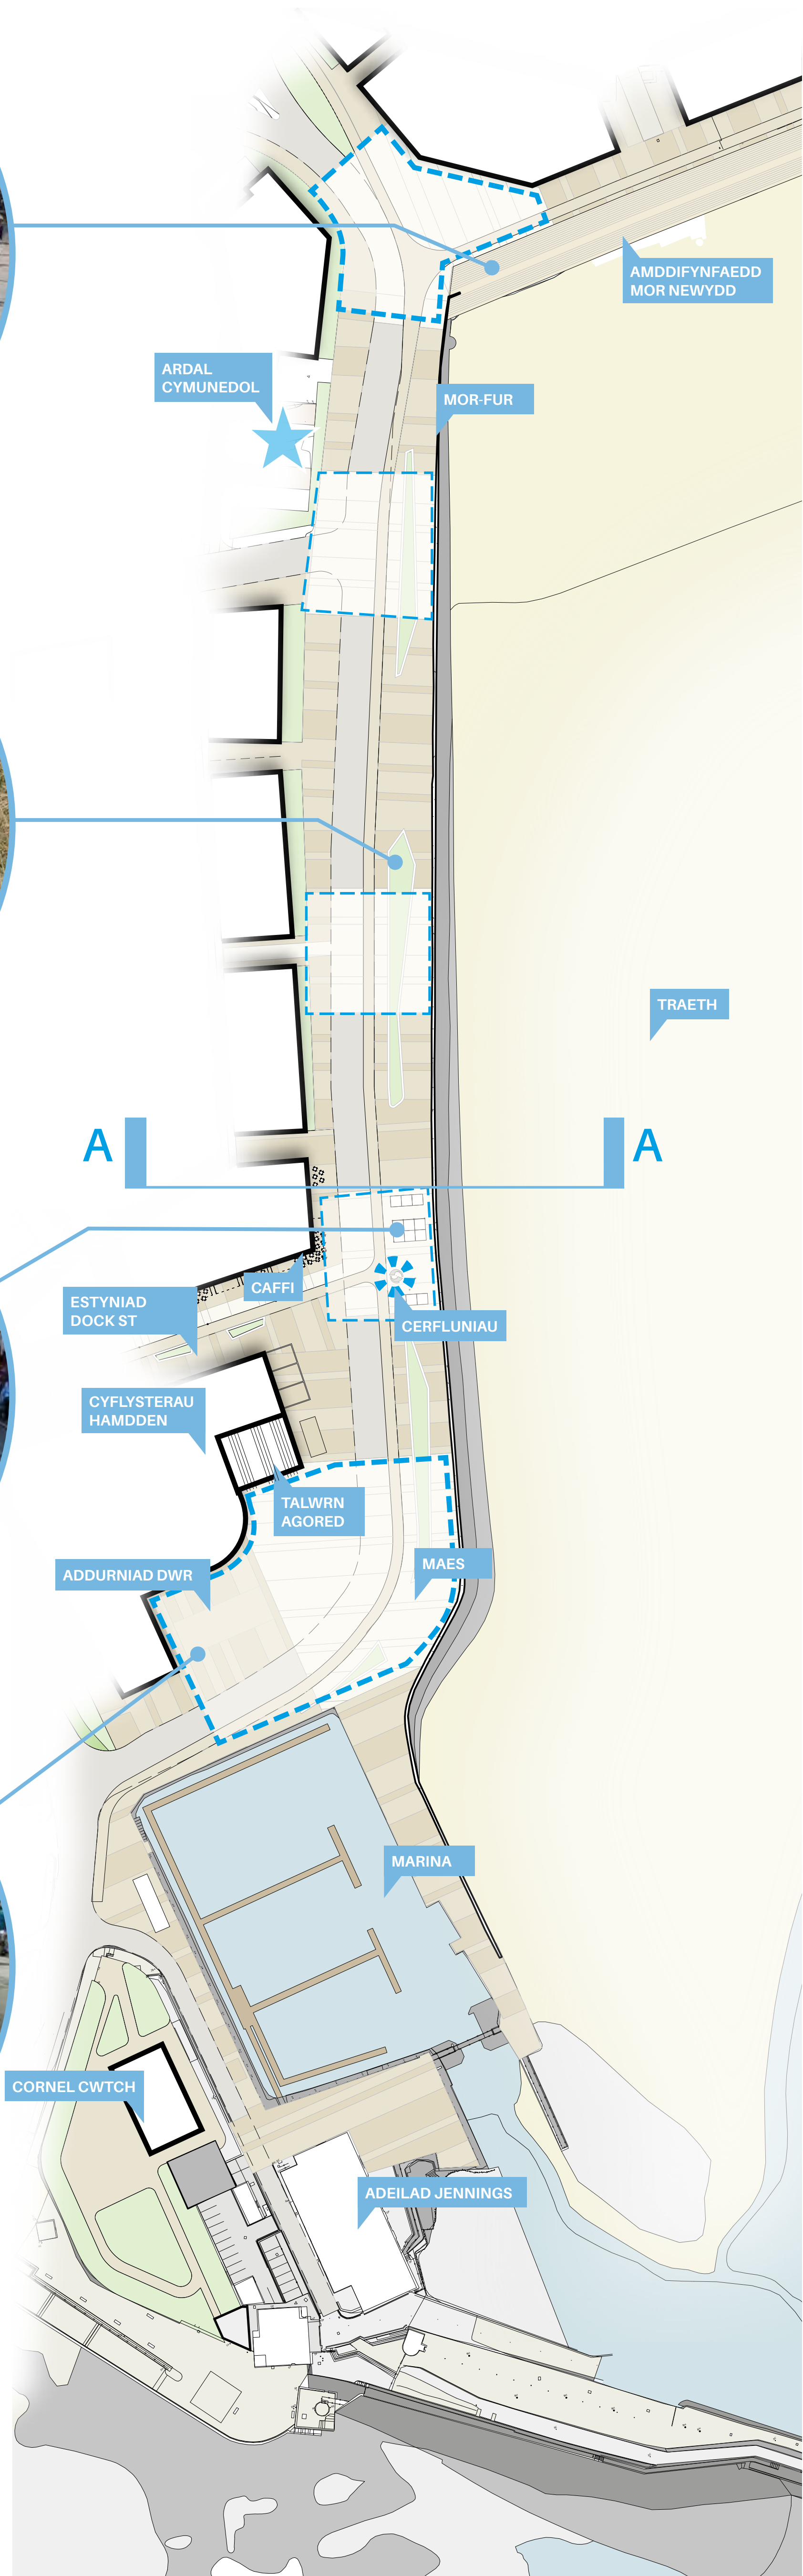 AMDDIFYNFAEDD
MOR NEWYDD
ARDAL
CYMUNEDOL
MOR-FUR
TRAETH
A
A
CAFFI
ESTYNIAD
DOCK ST
CERFLUNIAU
CYFLYSTERAU
HAMDDEN
TALWRN
AGORED
MAES
ADDURNIAD DWR
MARINA
CORNEL CWTCH
ADEILAD JENNINGS